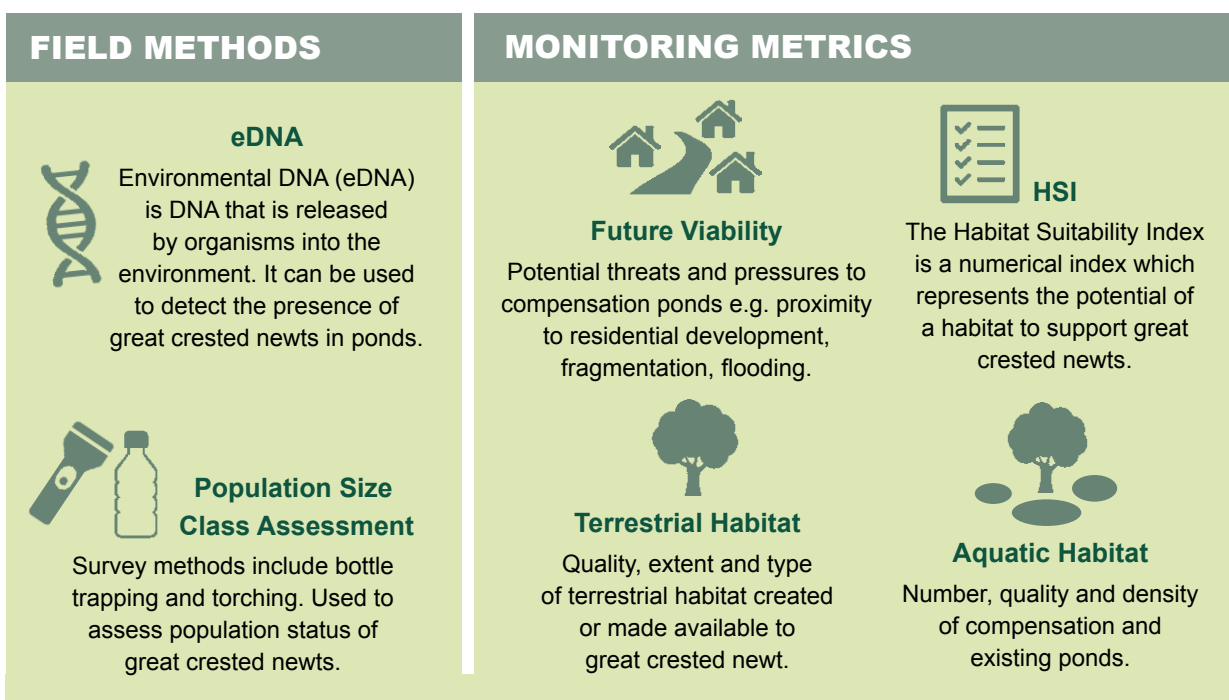 FIELD METHODS
eDNA
Environmental DNA (eDNA)
is DNA that is released
by organisms into the
environment. It can be used
to detect the presence of
great crested newts in ponds.
Population Size
Class Assessment
Survey methods include bottle
trapping and torching. Used to
assess population status of
great crested newts.
MONITORING METRICS
Future Viability
Potential threats and pressures to
compensation ponds e.g. proximity
to residential development,
fragmentation, flooding.
HSI
The Habitat Suitability Index
is a numerical index which
represents the potential of
a habitat to support great
crested newts.
Terrestrial Habitat
Quality, extent and type
of terrestrial habitat created
or made available to
great crested newt.
Aquatic Habitat
Number, quality and density
of compensation and
existing ponds.